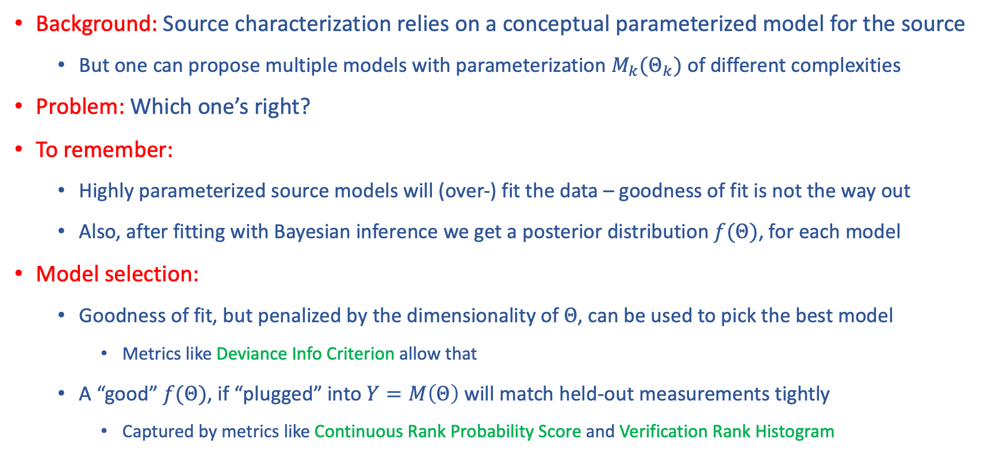 • Background: Source characterization relies on a conceptual parameterized model for the source
• But one can propose multiple models with parameterization $M_k(\Theta_k)$ of different complexities
• Problem: Which one’s right?
• To remember:
• Highly parameterized source models will (over-) fit the data – goodness of fit is not the way out
• Also, after fitting with Bayesian inference we get a posterior distribution $f(\Theta)$, for each model
• Model selection:
• Goodness of fit, but penalized by the dimensionality of Θ, can be used to pick the best model
• Metrics like Deviance Info Criterion allow that
• A “good” $f(\Theta)$, if “plugged” into $Y = M(\Theta)$ will match held-out measurements tightly
• Captured by metrics like Continuous Rank Probability Score and Verification Rank Histogram